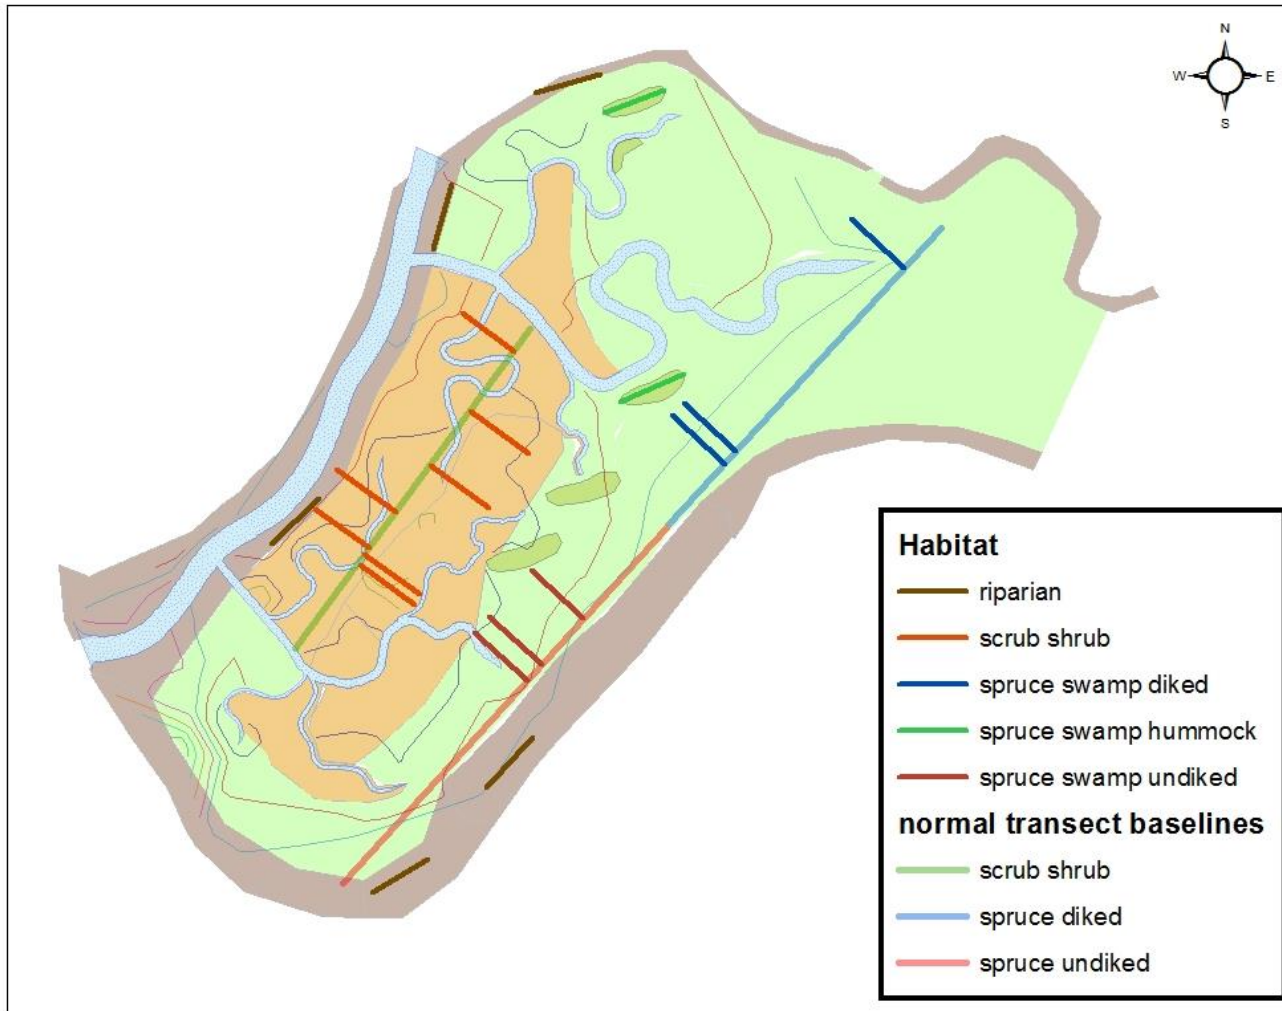 N
W
E
S
Habitat
riparian
scrub shrub
spruce swamp diked
spruce swamp hummock
spruce swamp undiked
normal transect baselines
scrub shrub
spruce diked
spruce undiked